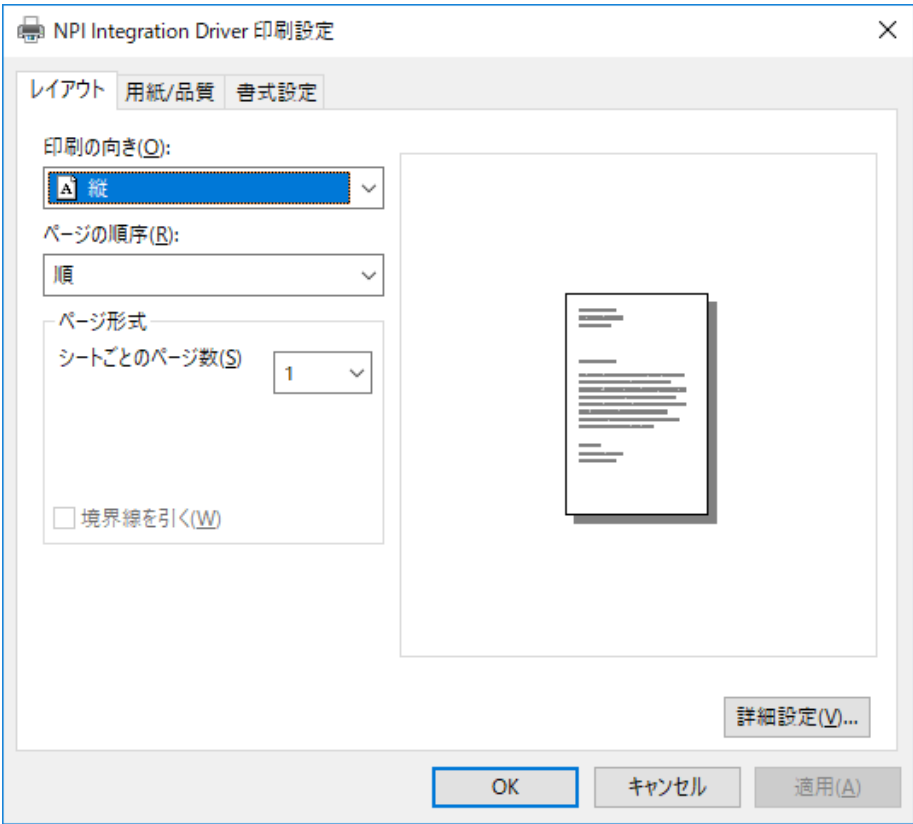 NPI Integration Driver 印刷設定
レイアウト 用紙/品質 書式設定
印刷の向き(O):
縦
ページの順序(R):
順
ページ形式
シートごとのページ数(S)
1
境界線を引く(W)
詳細設定(V)...
OK キャンセル 適用(A)